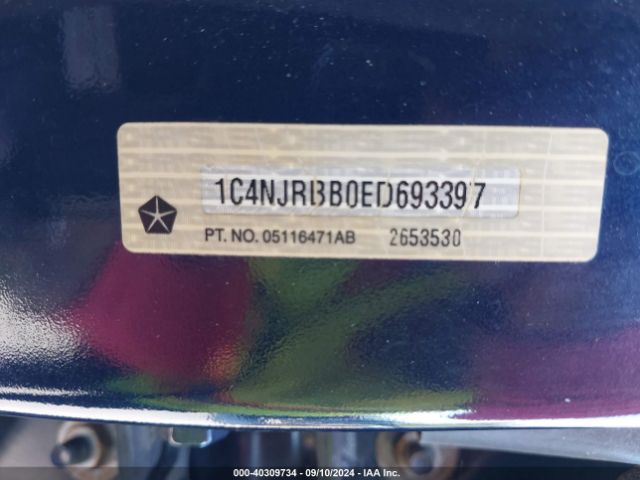 1C4NJRBB0ED693397
PT. NO. 05116471AB 2653530
000-40309734 - 09/10/2024 - IAA Inc.